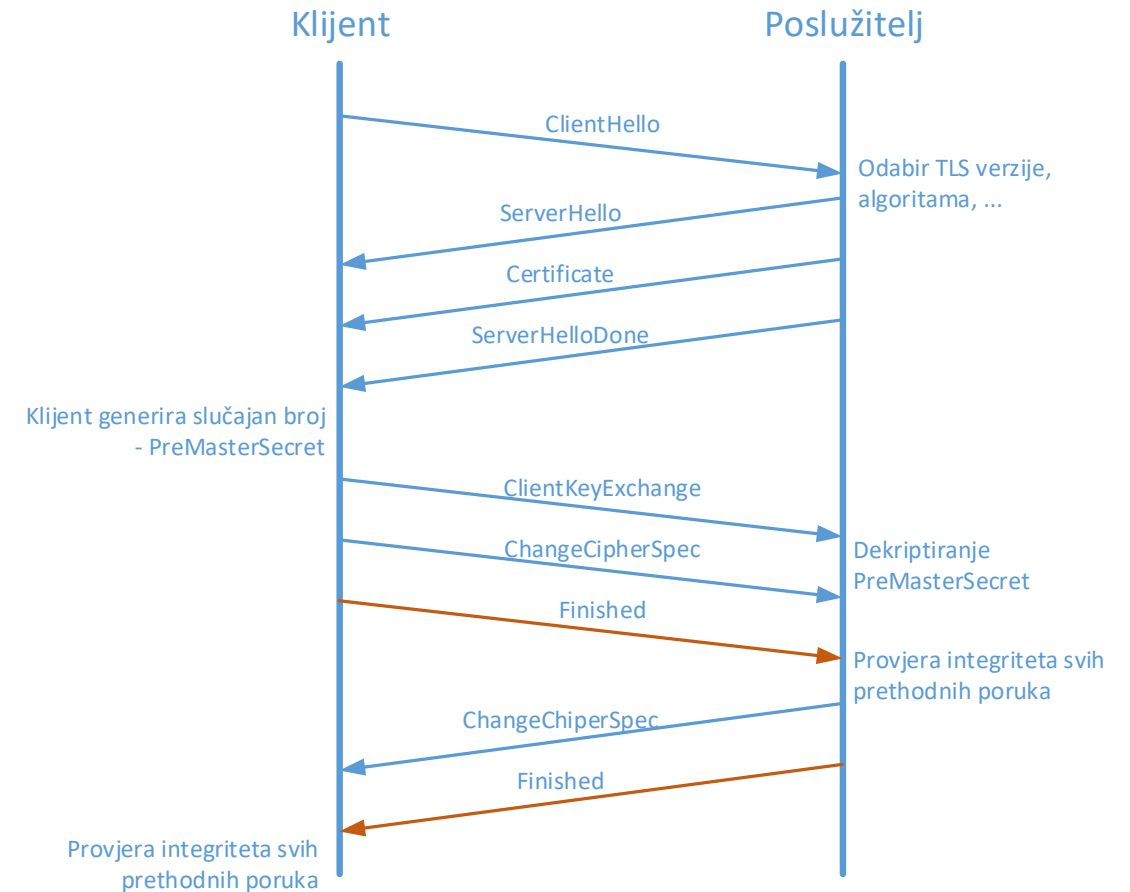 Klijent
Poslužitelj
ClientHello
Odabir TLS verzije,
algoritama, ...
ServerHello
Certificate
ServerHelloDone
Klijent generira slučajan broj
- PreMasterSecret
ClientKeyExchange
ChangeCipherSpec
Dekriptiranje
PreMasterSecret
Finished
Provjera integriteta svih
prethodnih poruka
ChangeChiperSpec
Finished
Provjera integriteta svih
prethodnih poruka